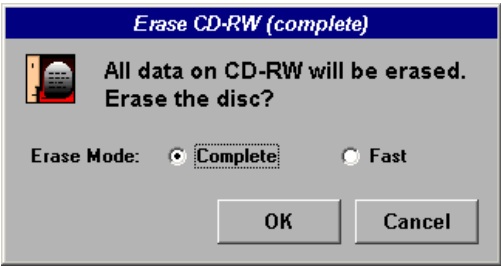 Erase CD-RW (complete)
All data on CD-RW will be erased.
Erase the disc?
Erase Mode: Complete Fast
OK Cancel